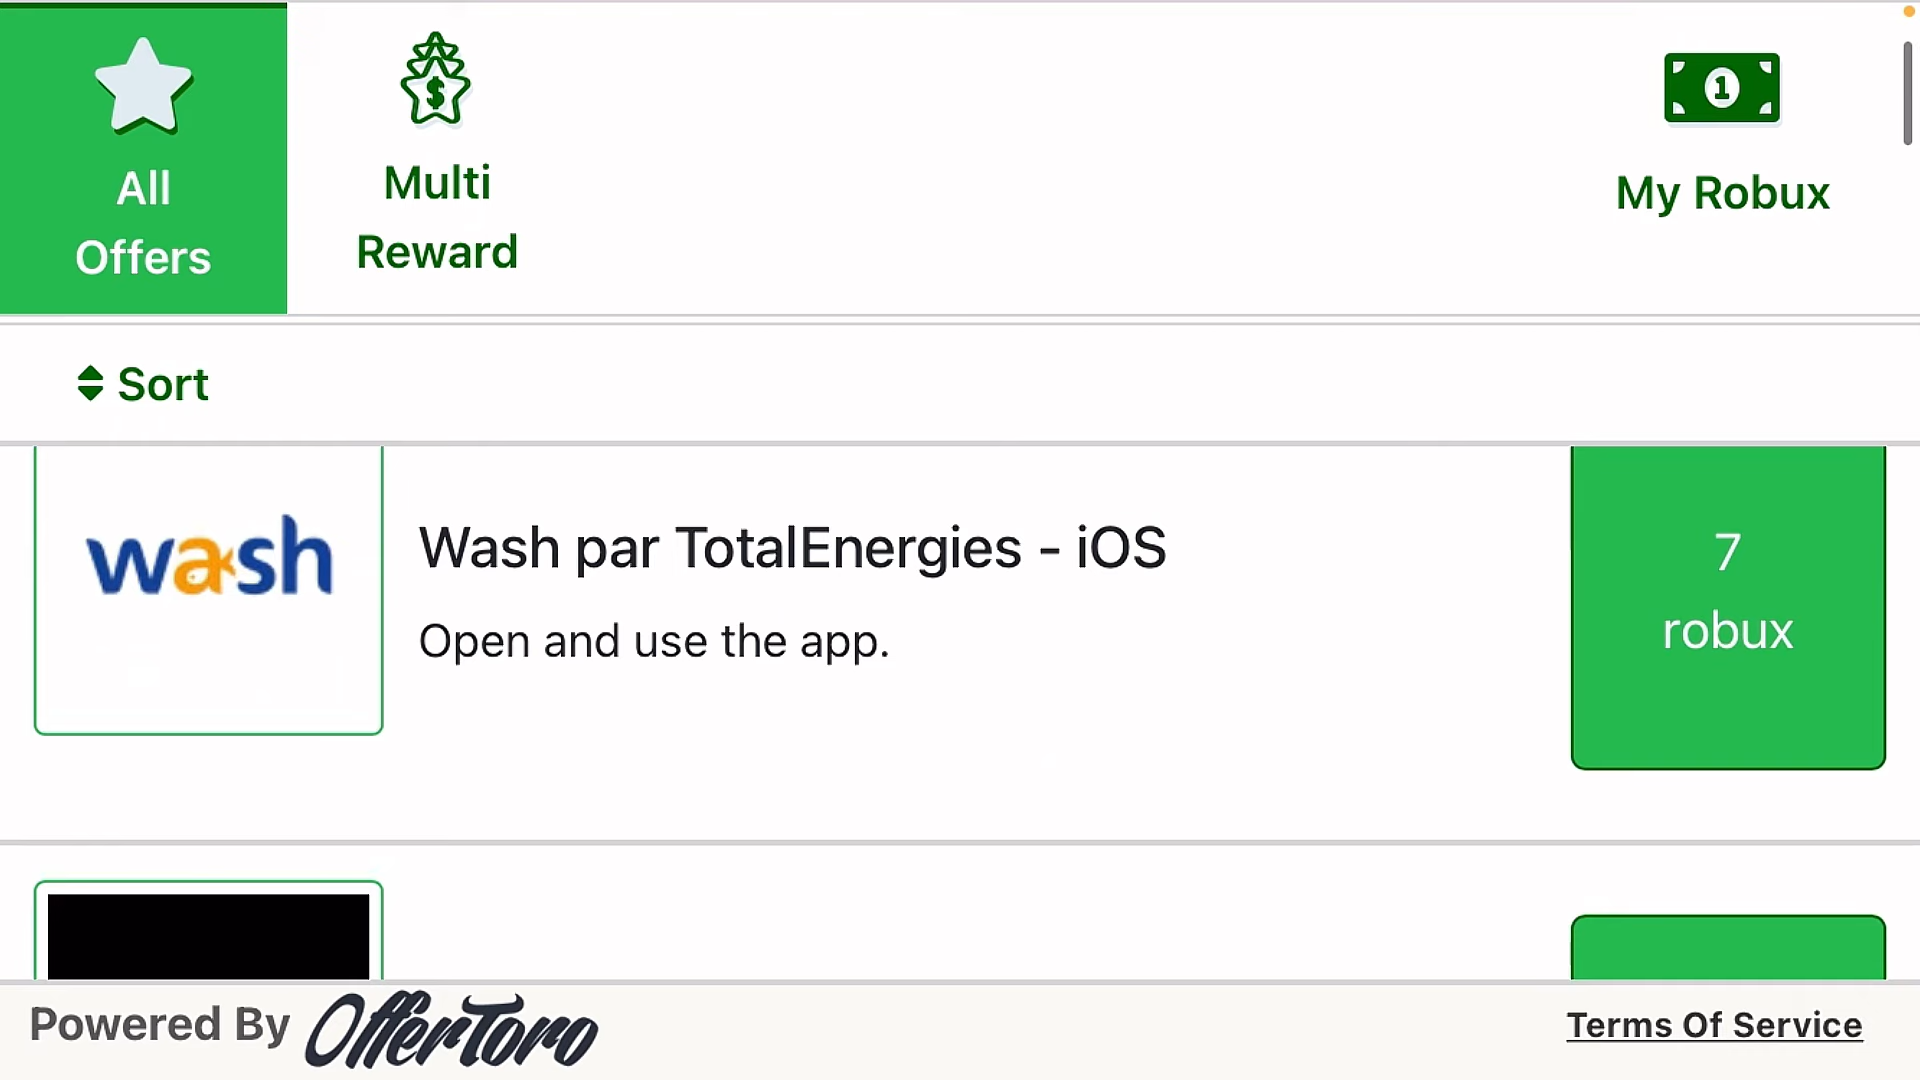 All
Offers
$
Multi
Reward
1
My Robux
Sort
wash
Wash par TotalEnergies - iOS
Open and use the app.
7
robux
Powered By OfferToro
Terms Of Service